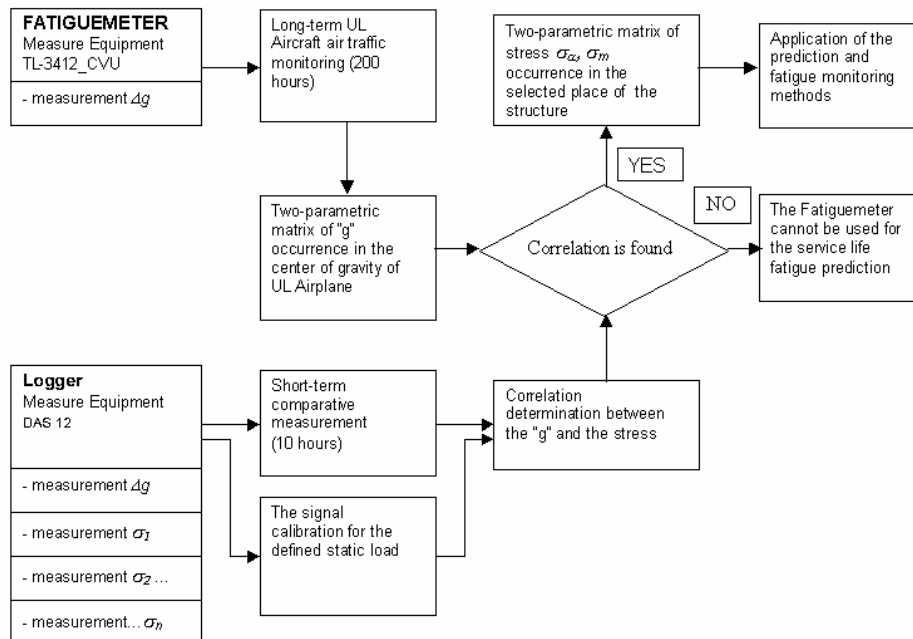 FATIGUEMETER
Measure Equipment
TL-3412_CVU
- measurement Δg
Long-term UL
Aircraft air traffic
monitoring (200
hours)
Two-parametric matrix of
stress σₐ, σₘ
occurrence in the
selected place of the
structure
Application of the
prediction and
fatigue monitoring
methods
YES
NO
Two-parametric
matrix of "g"
occurrence in the
center of gravity of
UL Airplane
Correlation is found
The Fatiguemeter
cannot be used for
the service life
fatigue prediction
Logger
Measure Equipment
DAS 12
- measurement Δg
- measurement σ₁
- measurement σ₂ ...
- measurement... σₙ
Short-term
comparative
measurement
(10 hours)
The signal
calibration for the
defined static load
Correlation
determination between
the "g" and the stress